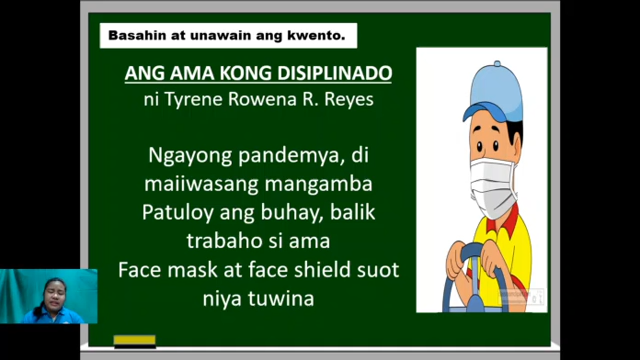 Basahin at unawain ang kwento.
ANG AMA KONG DISIPLINADO
ni Tyrene Rowena R. Reyes
Ngayong pandemya, di
maiiwasang mangamba
Patuloy ang buhay, balik
trabaho si ama
Face mask at face shield suot
niya tuwina